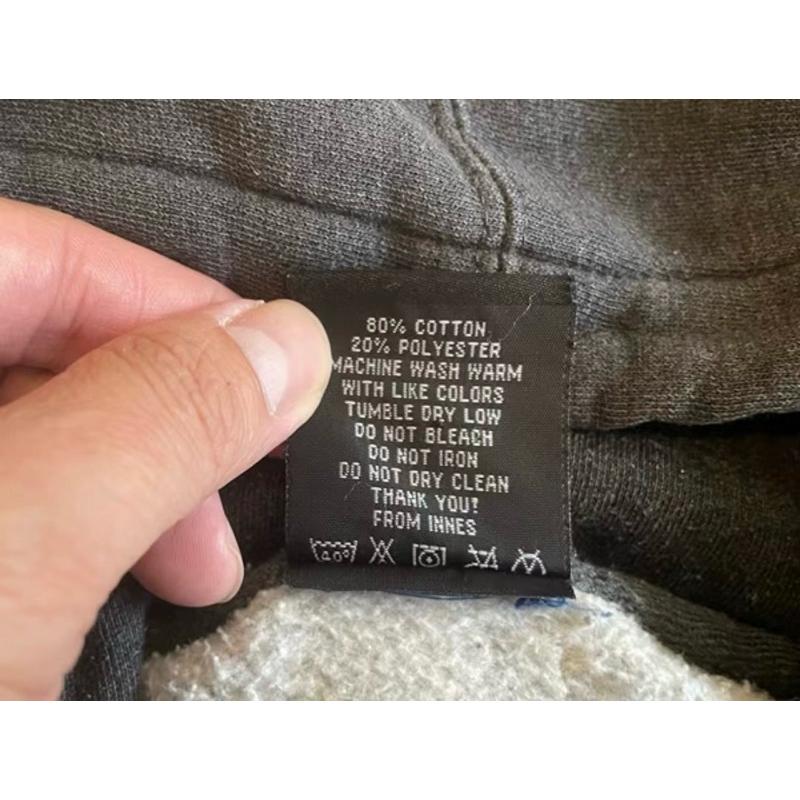 80% COTTON
20% POLYESTER
MACHINE WASH WARM
WITH LIKE COLORS
TUMBLE DRY LOW
DO NOT BLEACH
DO NOT IRON
DO NOT DRY CLEAN
THANK YOU!
FROM INNES
40°